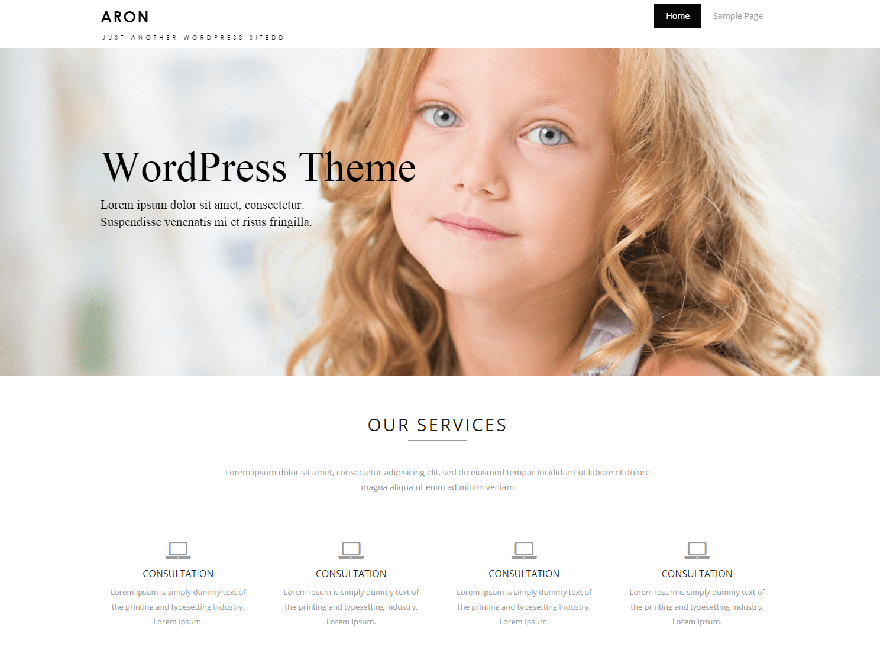 ARON
JUST ANOTHER WORDPRESS SITEDD
Home
Sample Page
WordPress Theme
Lorem ipsum dolor sit amet, consectetur.
Suspendisse venenatis mi et risus fringilla.
OUR SERVICES
Lorem ipsum dolor sit amet, consectetur adipisicing elit, sed do eiusmod tempor incididunt ut labore et dolore
magna aliqua ut enim ad minim veniam
CONSULTATION
Lorem Ipsum is simply dummy text of
the printing and typesetting industry.
Lorem Ipsum.
CONSULTATION
Lorem Ipsum is simply dummy text of
the printing and typesetting industry.
Lorem Ipsum.
CONSULTATION
Lorem Ipsum is simply dummy text of
the printing and typesetting industry.
Lorem Ipsum.
CONSULTATION
Lorem Ipsum is simply dummy text of
the printing and typesetting industry.
Lorem Ipsum.